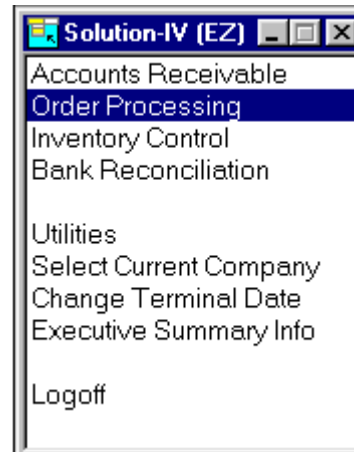 Solution-IV (EZ)
Accounts Receivable
Order Processing
Inventory Control
Bank Reconciliation
Utilities
Select Current Company
Change Terminal Date
Executive Summary Info
Logoff